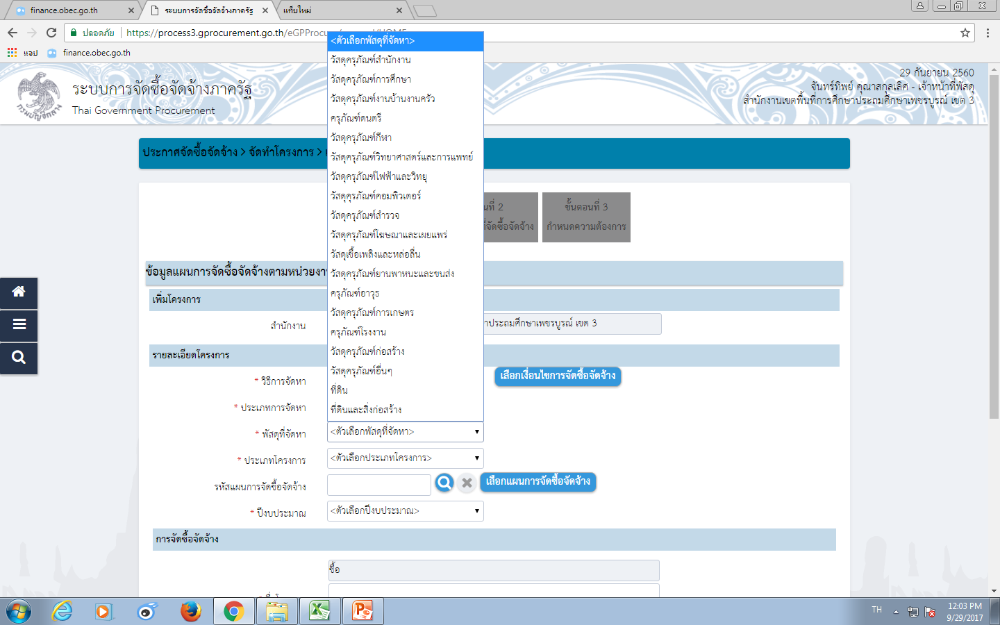 finance.obec.go.th
ระบบการจัดซื้อจัดจ้างภาครัฐ
แท็บใหม่
ปลอดภัย
https://process3.gprocurement.go.th/eGPProcu
แอป
finance.obec.go.th
กรมบัญชีกลาง
ระบบการจัดซื้อจัดจ้างภาครัฐ
Thai Government Procurement
29 กันยายน 2560
จันทร์ทิพย์ คุณาสกุลเลิศ - เจ้าหน้าที่พัสดุ
สำนักงานเขตพื้นที่การศึกษาประถมศึกษาเพชรบูรณ์ เขต 3
ประกาศจัดซื้อจัดจ้าง > จัดทำโครงการ >
<ตัวเลือกพัสดุที่จัดหา>
วัสดุครุภัณฑ์สำนักงาน
วัสดุครุภัณฑ์การศึกษา
วัสดุครุภัณฑ์งานบ้านงานครัว
ครุภัณฑ์ดนตรี
วัสดุครุภัณฑ์กีฬา
วัสดุครุภัณฑ์วิทยาศาสตร์และการแพทย์
วัสดุครุภัณฑ์ไฟฟ้าและวิทยุ
วัสดุคุรภัณฑ์คอมพิวเตอร์
วัสดุครุภัณฑ์สำรวจ
วัสดุครุภัณฑ์โฆษณาและเผยแพร่
วัสดุเชื้อเพลิงและหล่อลื่น
วัสดุครุภัณฑ์ยานพาหนะและขนส่ง
ครุภัณฑ์อาวุธ
วัสดุครุภัณฑ์การเกษตร
ครุภัณฑ์โรงงาน
วัสดุครุภัณฑ์ก่อสร้าง
วัสดุครุภัณฑ์อื่นๆ
ที่ดิน
ที่ดินและสิ่งก่อสร้าง
นที่ 2
ที่จัดซื้อจัดจ้าง
ขั้นตอนที่ 3
กำหนดความต้องการ
ข้อมูลแผนการจัดซื้อจัดจ้างตามหน่วยงา
เพิ่มโครงการ
สำนักงาน
าประถมศึกษาเพชรบูรณ์ เขต 3
รายละเอียดโครงการ
* วิธีการจัดหา
เลือกเงื่อนไขการจัดซื้อจัดจ้าง
* ประเภทการจัดหา
* พัสดุที่จัดหา <ตัวเลือกพัสดุที่จัดหา>
* ประเภทโครงการ <ตัวเลือกประเภทโครงการ>
รหัสแผนการจัดซื้อจัดจ้าง เลือกแผนการจัดซื้อจัดจ้าง
* ปีงบประมาณ <ตัวเลือกปีงบประมาณ>
การจัดซื้อจัดจ้าง
ซื้อ
TH
12:03 PM
9/29/2017